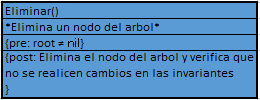 Eliminar()
*Elimina un nodo del arbol*
{pre: root ≠ nil}
{post: Elimina el nodo del arbol y verifica que
no se realicen cambios en las invariantes
}